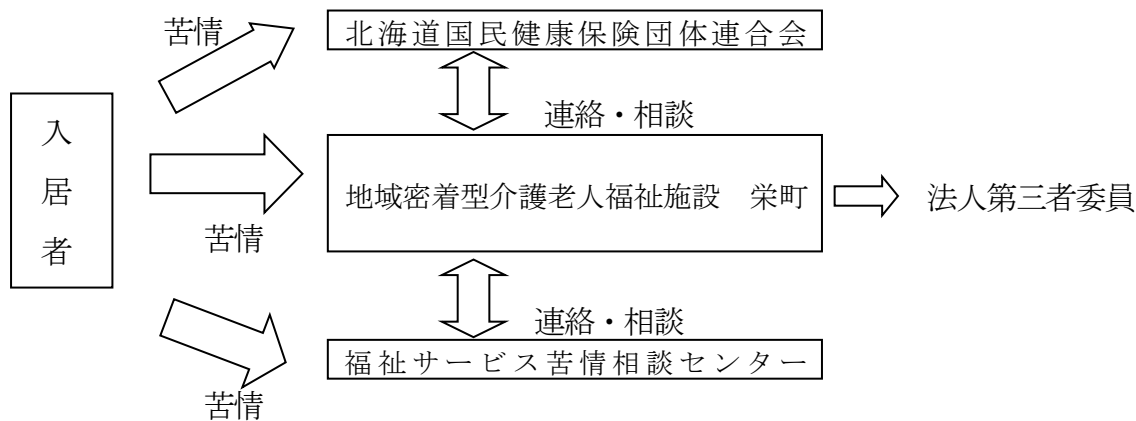 苦情
北海道国民健康保険団体連合会
連絡・相談
入居者
地域密着型介護老人福祉施設　栄町
法人第三者委員
苦情
連絡・相談
福祉サービス苦情相談センター
苦情